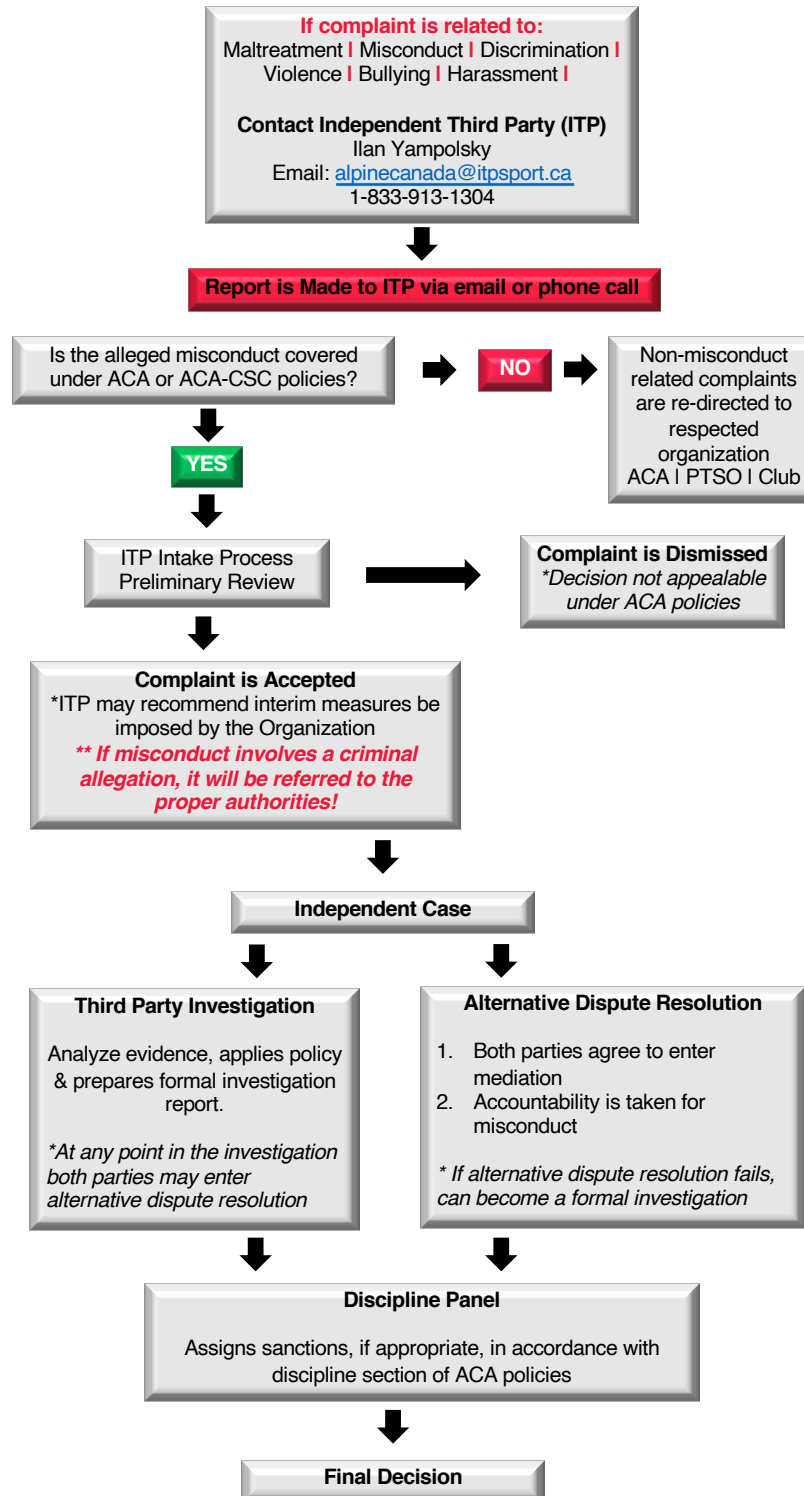 If complaint is related to:
Maltreatment I Misconduct I Discrimination I
Violence I Bullying I Harassment I
Contact Independent Third Party (ITP)
Ilan Yampolsky
Email: alpinecanada@itpsport.ca
1-833-913-1304
Report is Made to ITP via email or phone call
Is the alleged misconduct covered
under ACA or ACA-CSC policies?
NO
Non-misconduct
related complaints
are re-directed to
respected
organization
ACA I PTSO I Club
YES
ITP Intake Process
Preliminary Review
Complaint is Dismissed
*Decision not appealable
under ACA policies
Complaint is Accepted
*ITP may recommend interim measures be
imposed by the Organization
** If misconduct involves a criminal
allegation, it will be referred to the
proper authorities!
Independent Case
Third Party Investigation
Analyze evidence, applies policy
& prepares formal investigation
report.
*At any point in the investigation
both parties may enter
alternative dispute resolution
Alternative Dispute Resolution
1. Both parties agree to enter
mediation
2. Accountability is taken for
misconduct
* If alternative dispute resolution fails,
can become a formal investigation
Discipline Panel
Assigns sanctions, if appropriate, in accordance with
discipline section of ACA policies
Final Decision